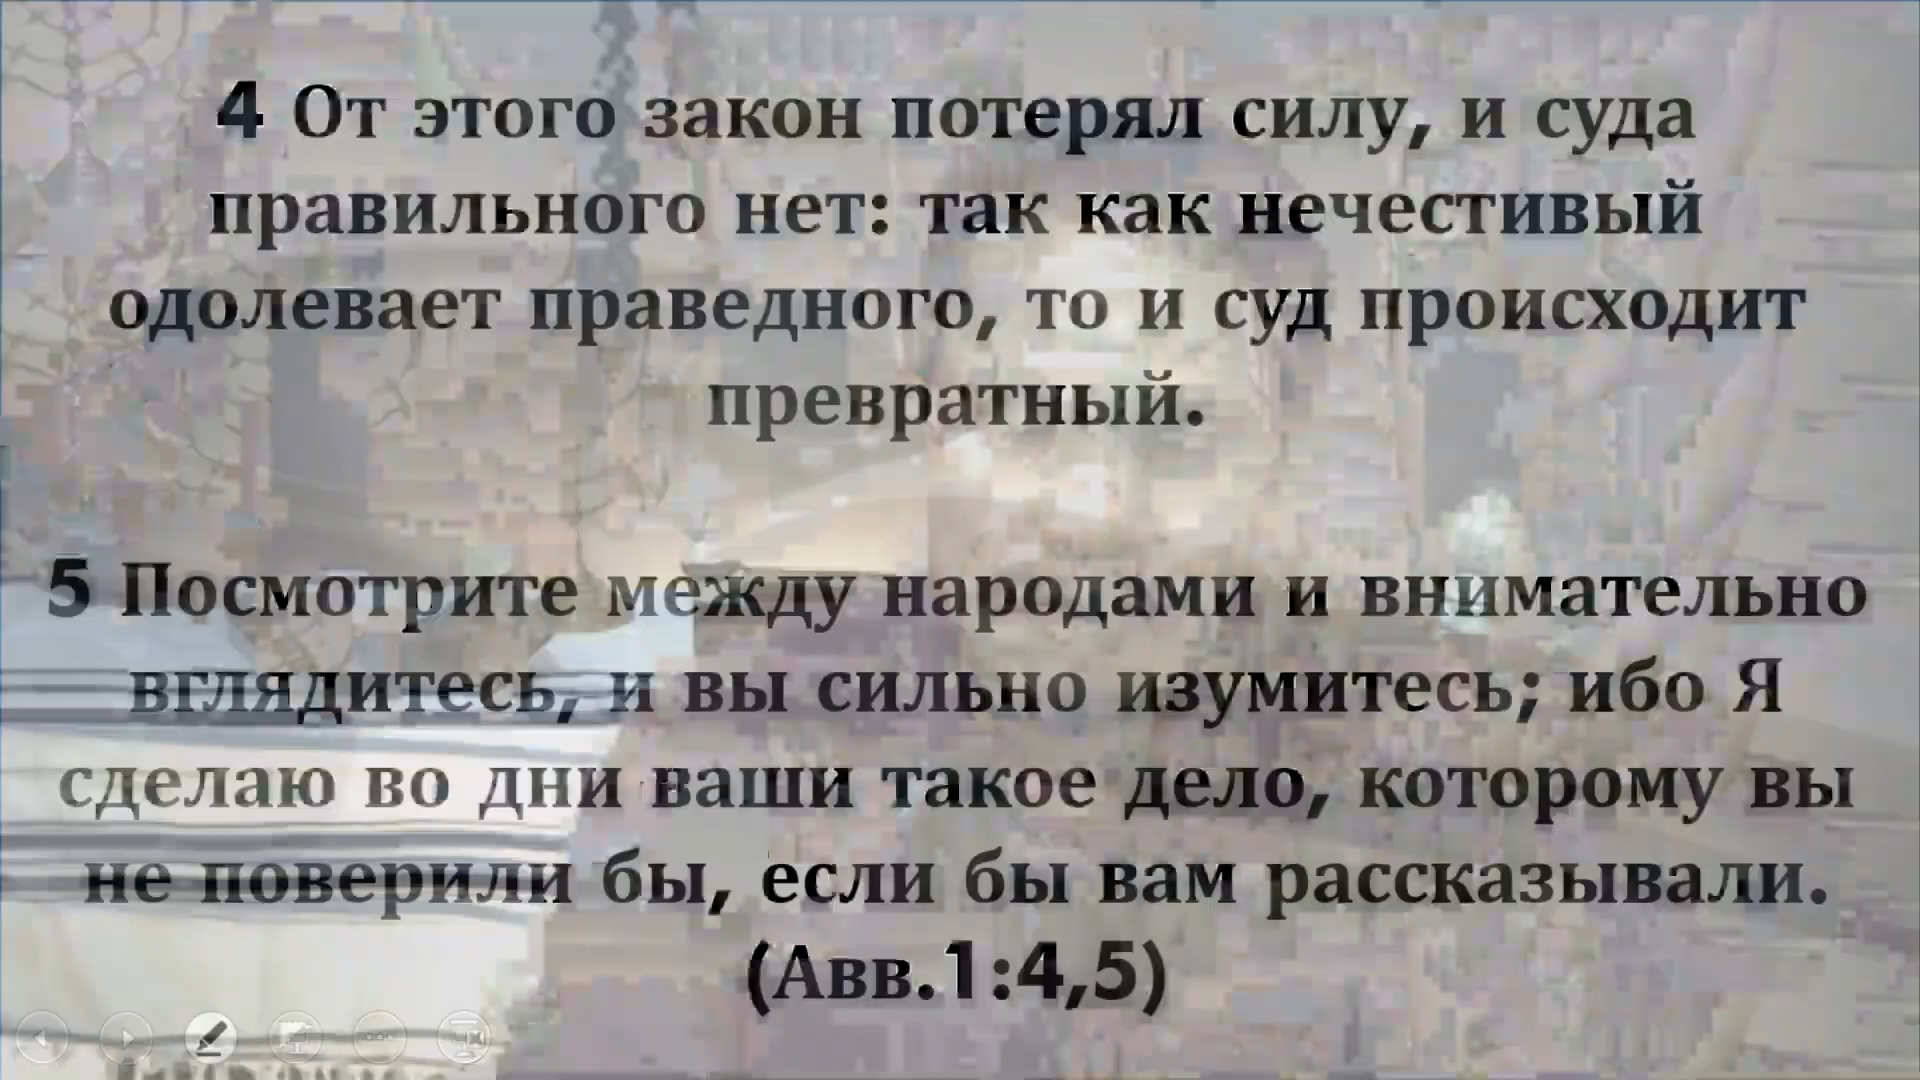 4 От этого закон потерял силу, и суда
правильного нет: так как нечестивый
одолевает праведного, то и суд происходит
превратный.
5 Посмотрите между народами и внимательно
вглядитесь, и вы сильно изумитесь; ибо Я
сделаю во дни ваши такое дело, которому вы
не поверили бы, если бы вам рассказывали.
(Авв.1:4,5)